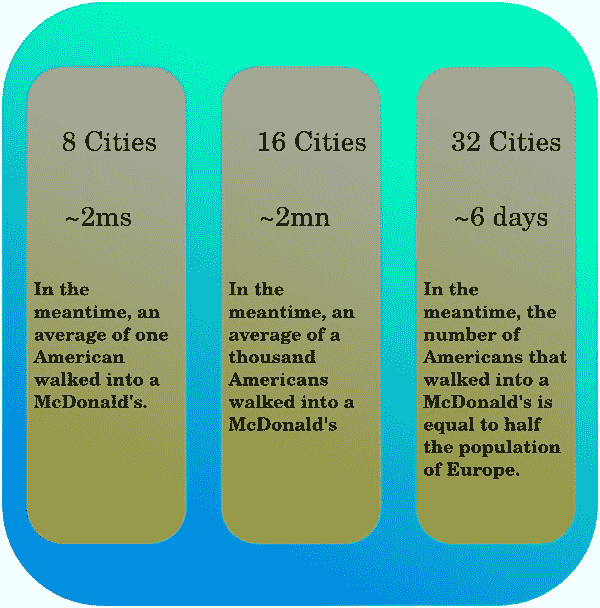 8 Cities
~2ms
In the
meantime, an
average of one
American
walked into a
McDonald's.
16 Cities
~2mn
In the
meantime, an
average of a
thousand
Americans
walked into a
McDonald's
32 Cities
~6 days
In the
meantime, the
number of
Americans that
walked into a
McDonald's is
equal to half
the population
of Europe.